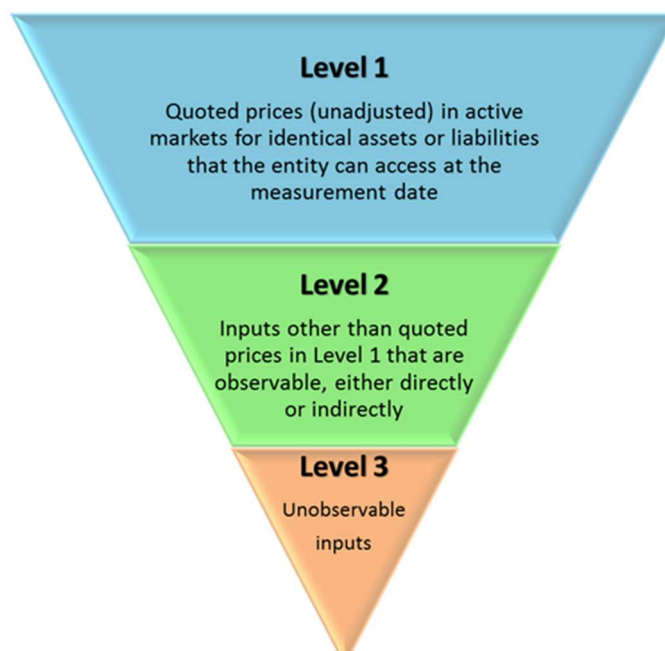 Level 1
Quoted prices (unadjusted) in active
markets for identical assets or liabilities
that the entity can access at the
measurement date
Level 2
Inputs other than quoted
prices in Level 1 that are
observable, either directly
or indirectly
Level 3
Unobservable
inputs